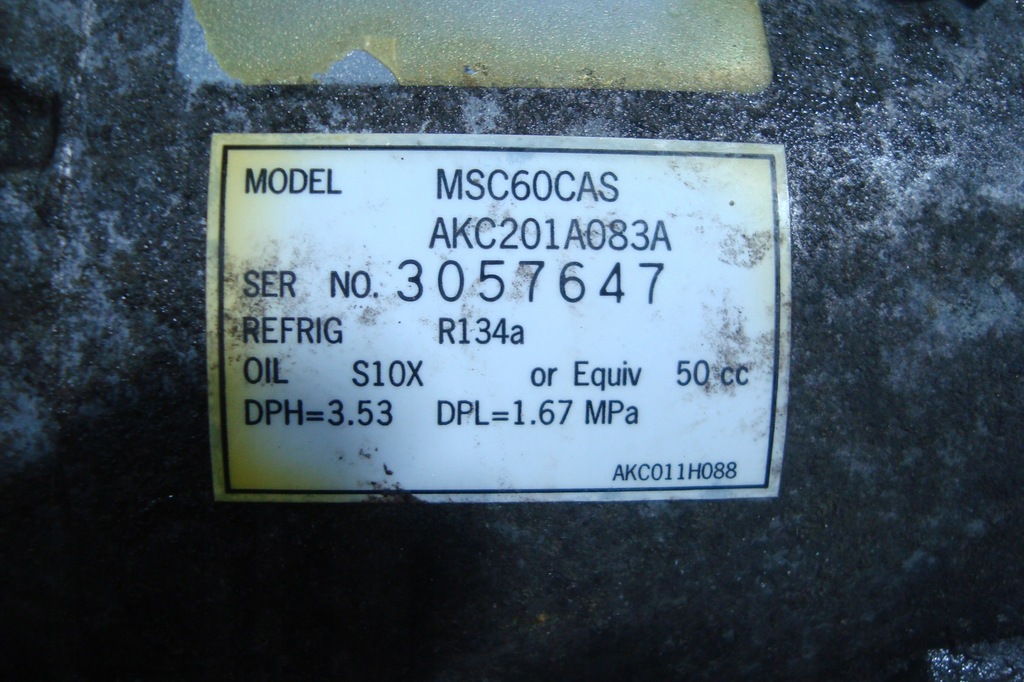 MODEL MSC60CAS
AKC201A083A
SER NO. 3057647
REFRIG R134a
OIL S10X or Equiv 50 cc
DPH=3.53 DPL=1.67 MPa
AKC011H088